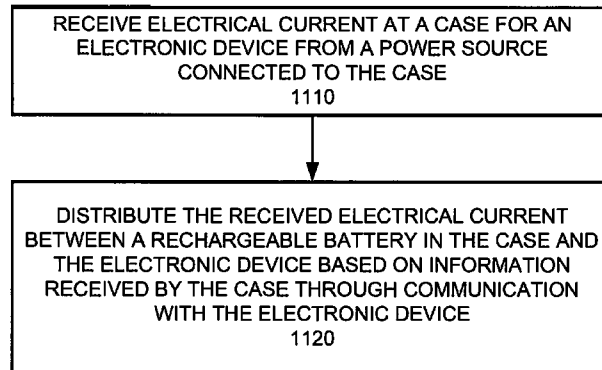 RECEIVE ELECTRICAL CURRENT AT A CASE FOR AN
ELECTRONIC DEVICE FROM A POWER SOURCE
CONNECTED TO THE CASE
1110
DISTRIBUTE THE RECEIVED ELECTRICAL CURRENT
BETWEEN A RECHARGEABLE BATTERY IN THE CASE AND
THE ELECTRONIC DEVICE BASED ON INFORMATION
RECEIVED BY THE CASE THROUGH COMMUNICATION
WITH THE ELECTRONIC DEVICE
1120